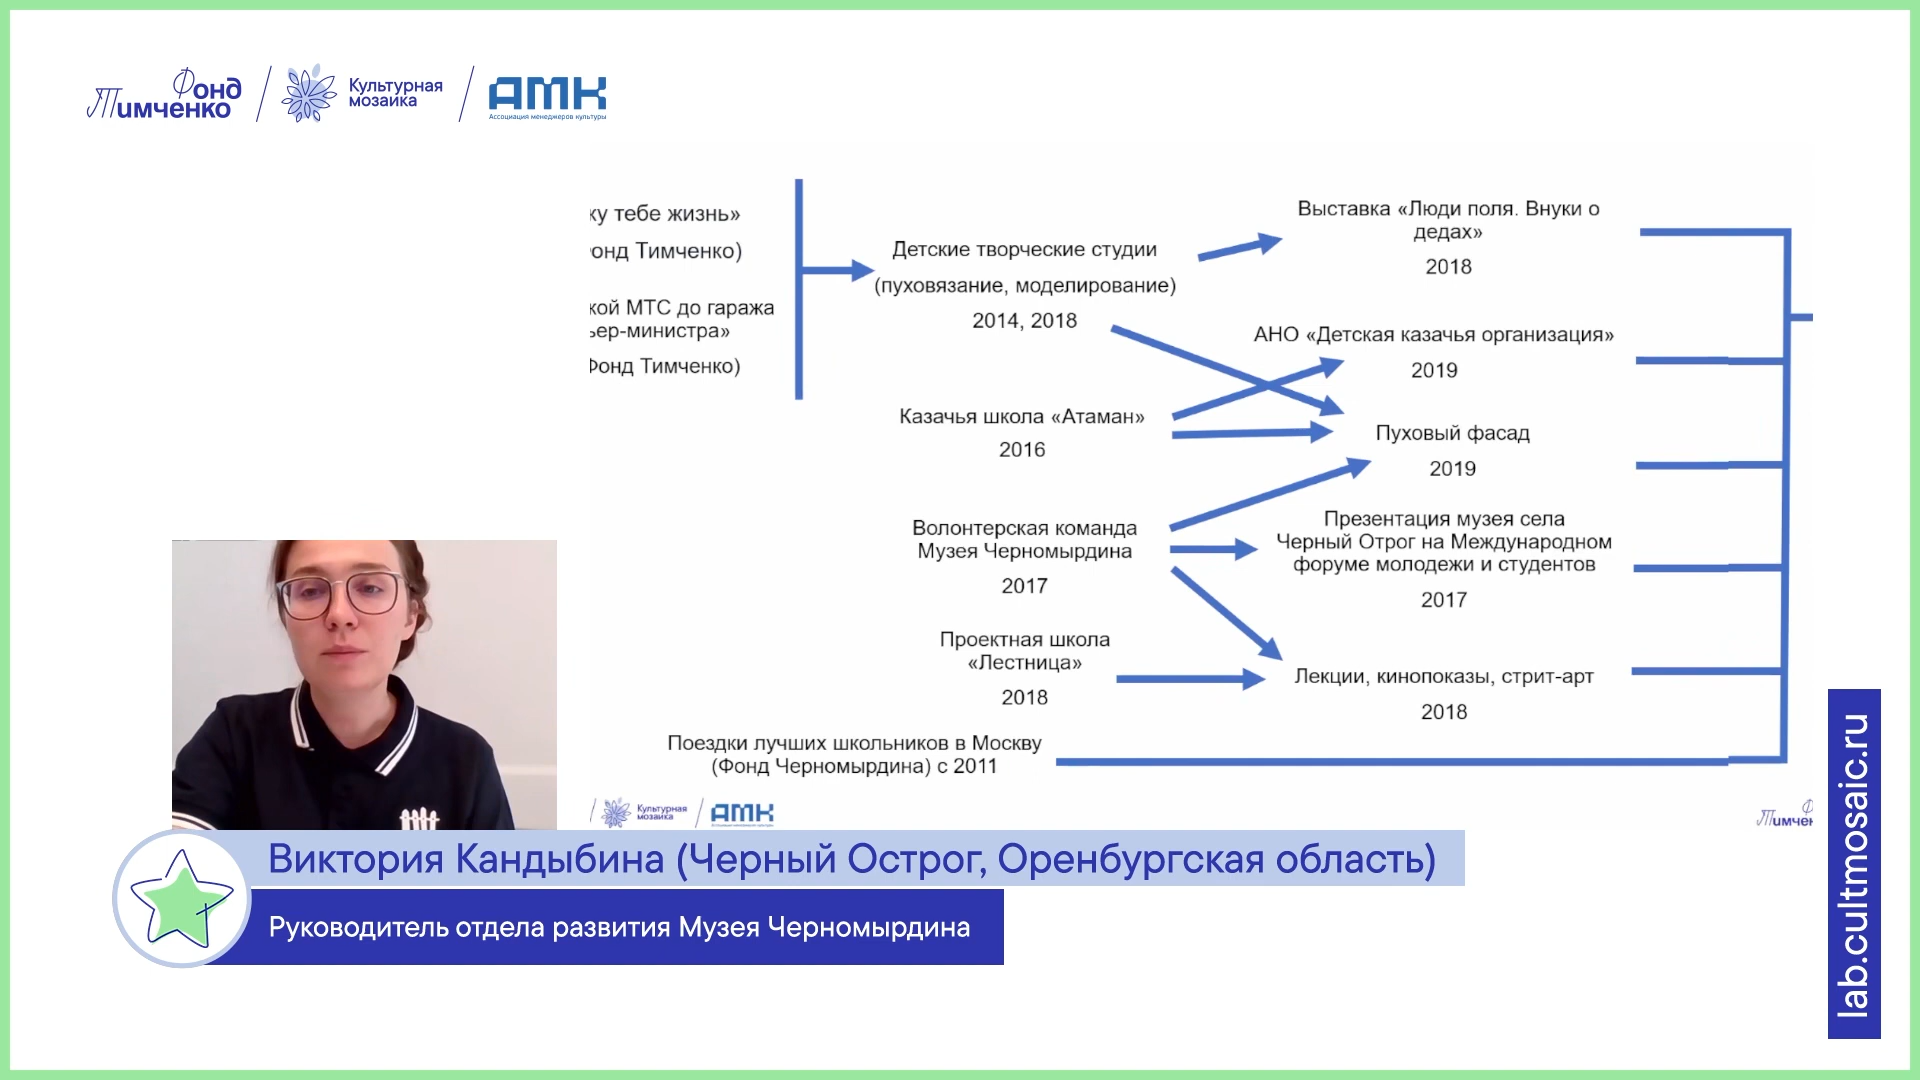 Фонд
Тимченко
Культурная
мозаика
АМК
Ассоциация менеджеров культуры
ку тебе жизнь»
онд Тимченко)
кой МТС до гаража
ьер-министра»
Фонд Тимченко)
Детские творческие студии
(пуховязание, моделирование)
2014, 2018
Казачья школа «Атаман»
2016
Волонтерская команда
Музея Черномырдина
2017
Проектная школа
«Лестница»
2018
Поездки лучших школьников в Москву
(Фонд Черномырдина) с 2011
Выставка «Люди поля. Внуки о
дедах»
2018
АНО «Детская казачья организация»
2019
Пуховый фасад
2019
Презентация музея села
Черный Отрог на Международном
форуме молодежи и студентов
2017
Лекции, кинопоказы, стрит-арт
2018
Культурная
мозаика
АМК
Тимчен
Виктория Кандыбина (Черный Острог, Оренбургская область)
Руководитель отдела развития Музея Черномырдина
lab.cultmosaic.ru